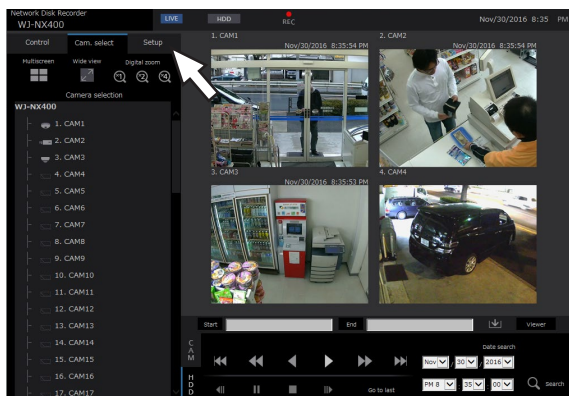 Network Disk Recorder
WJ-NX400
LIVE
HDD
REC
Nov/30/2016 8:35 PM
Control
Cam. select
Setup
Multiscreen
Wide view
Digital zoom
x1
x2
x4
Camera selection
WJ-NX400
1. CAM1
2. CAM2
3. CAM3
4. CAM4
5. CAM5
6. CAM6
7. CAM7
8. CAM8
9. CAM9
10. CAM10
11. CAM11
12. CAM12
13. CAM13
14. CAM14
15. CAM15
16. CAM16
17. CAM17
1. CAM1
Nov/30/2016 8:35:54 PM
2. CAM2
Nov/30/2016 8:35:54 PM
3. CAM3
Nov/30/2016 8:35:53 PM
4. CAM4
Start
End
Viewer
CAM
HDD
Go to last
Date search
Nov / 30 / 2016
PM 8 : 35 : 00
Search